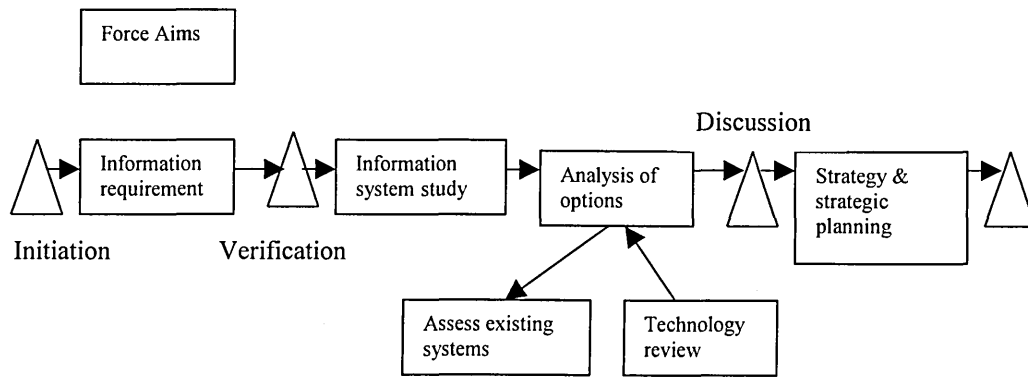 Force Aims
Discussion
Information
requirement
Information
system study
Analysis of
options
Strategy &
strategic
planning
Initiation
Verification
Assess existing
systems
Technology
review